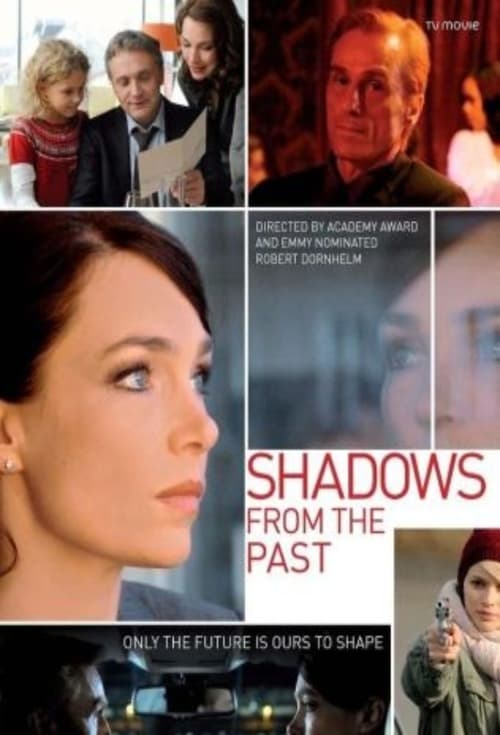 TV MOVIE
DIRECTED BY ACADEMY AWARD
AND EMMY NOMINATED
ROBERT DORNHELM
SHADOWS
FROM THE
PAST
ONLY THE FUTURE IS OURS TO SHAPE